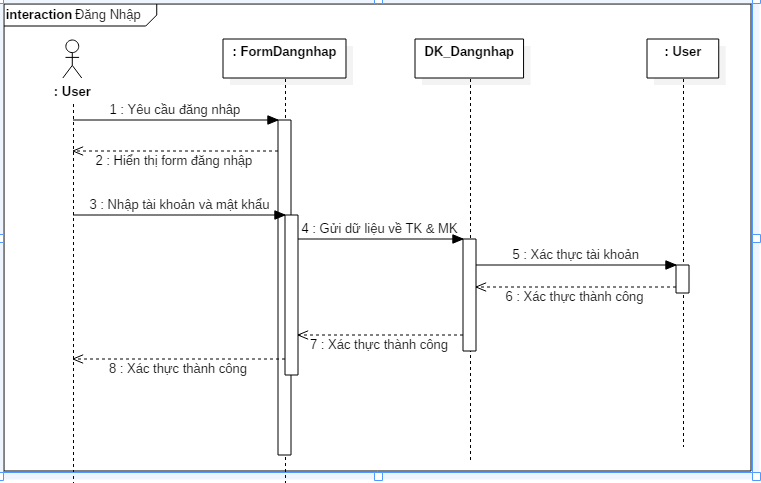 interaction Đăng Nhập
: FormDangnhap
DK_Dangnhap
: User
: User
1 : Yêu cầu đăng nhâp
2 : Hiển thị form đăng nhập
3 : Nhập tài khoản và mật khẩu
4 : Gửi dữ liệu về TK & MK
5 : Xác thực tài khoản
6 : Xác thực thành công
7 : Xác thực thành công
8 : Xác thực thành công